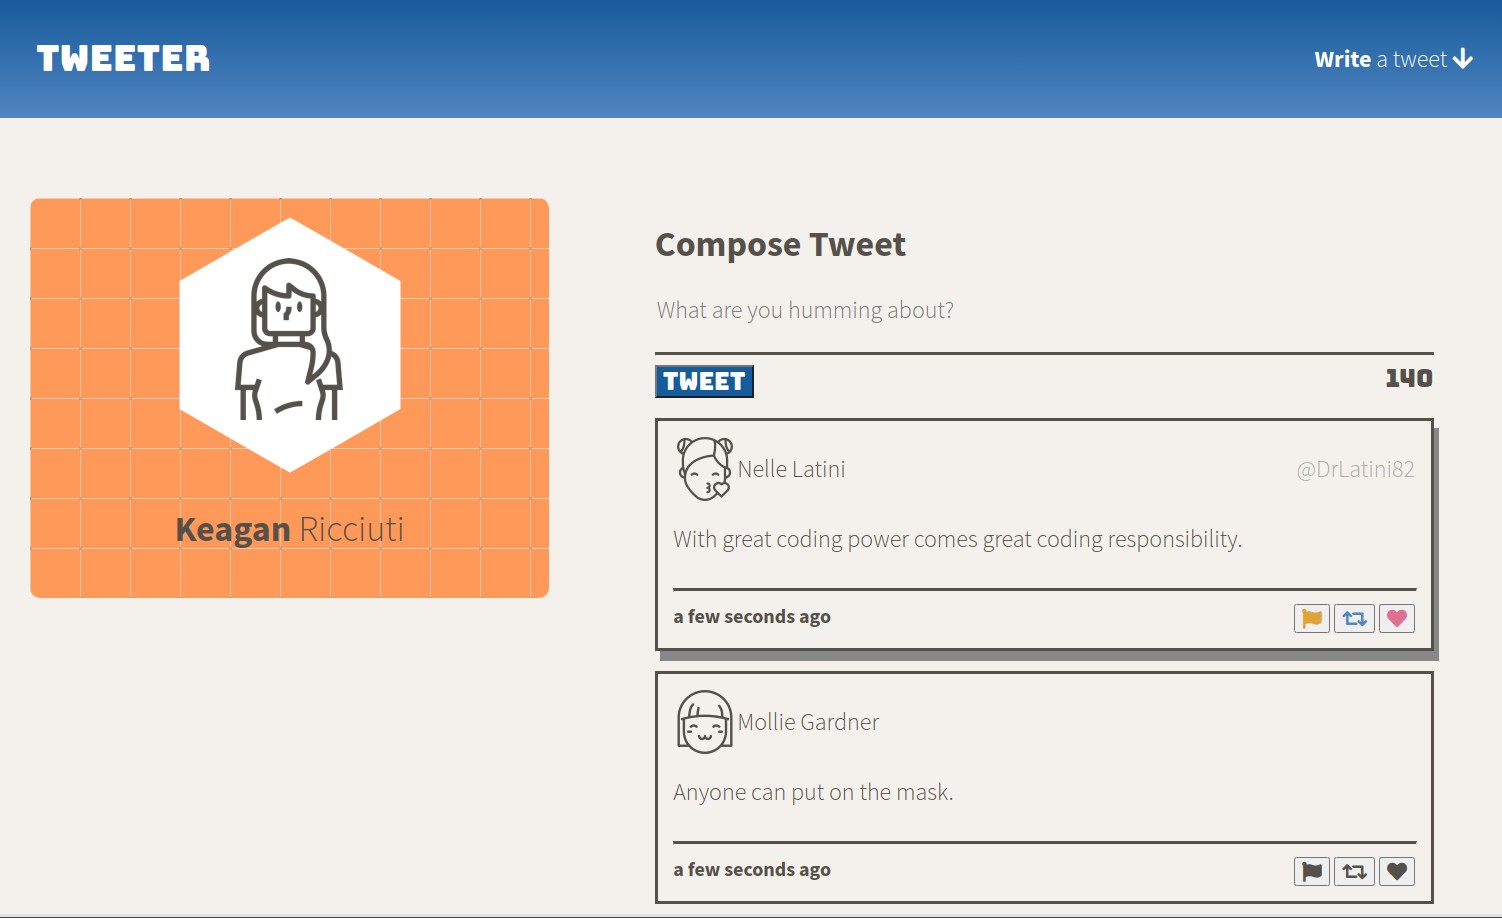 TWEETER
Write a tweet
Keagan Ricciuti
Compose Tweet
What are you humming about?
TWEET
140
Nelle Latini
@DrLatini82
With great coding power comes great coding responsibility.
a few seconds ago
Mollie Gardner
Anyone can put on the mask.
a few seconds ago